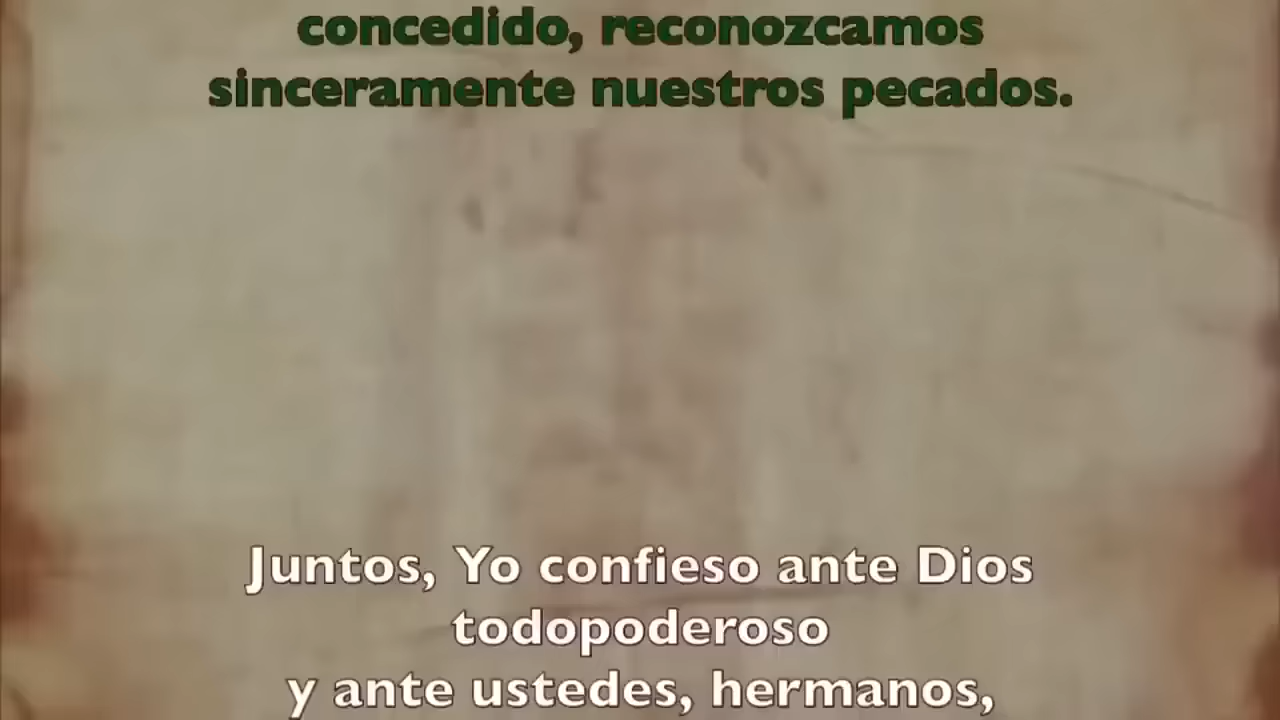 concedido, reconozcamos
sinceramente nuestros pecados.
Juntos, Yo confieso ante Dios
todopoderoso
y ante ustedes, hermanos,